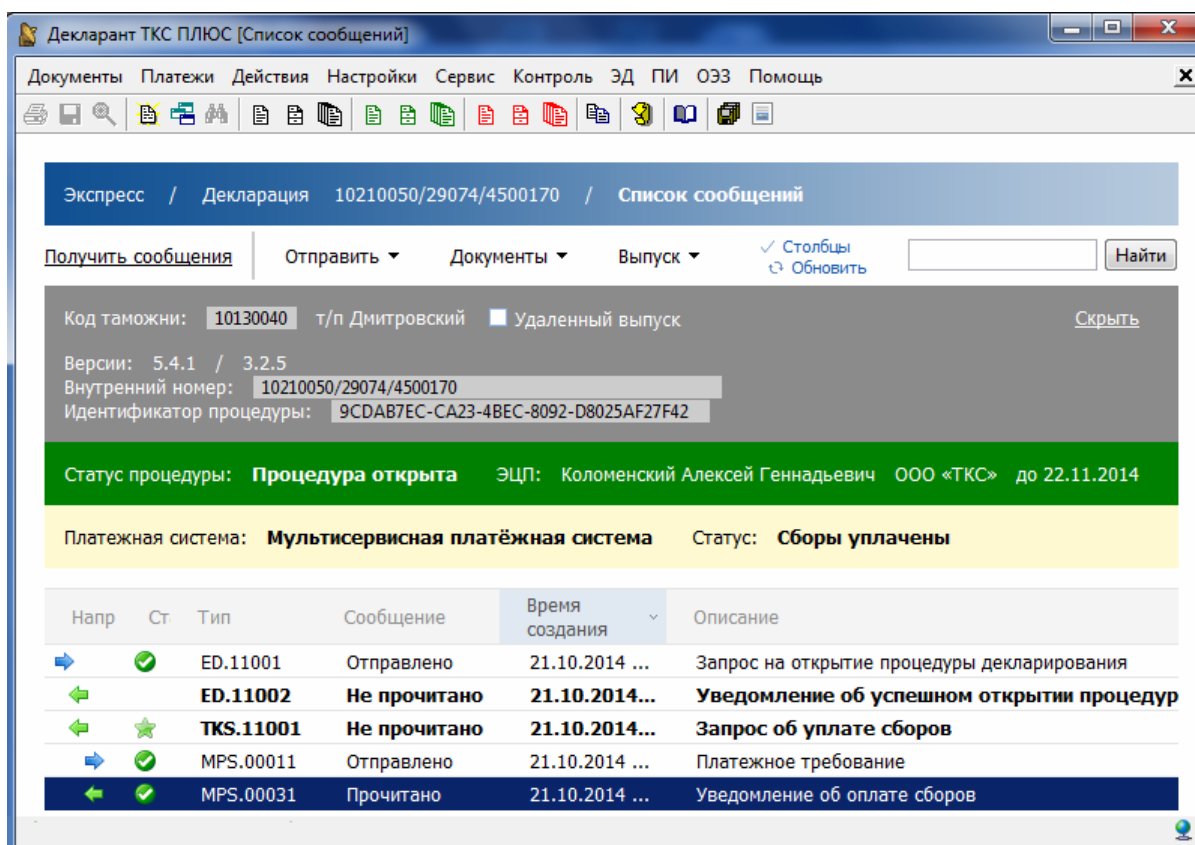 Декларант ТКС ПЛЮС [Список сообщений]
Документы Платежи Действия Настройки Сервис Контроль ЭД ПИ ОЭЗ Помощь
Экспресс / Декларация 10210050/29074/4500170 / Список сообщений
Получить сообщения Отправить Документы Выпуск Столбцы Обновить Найти
Код таможни: 10130040 т/п Дмитровский Удаленный выпуск Скрыть
Версии: 5.4.1 / 3.2.5
Внутренний номер: 10210050/29074/4500170
Идентификатор процедуры: 9CDAB7EC-CA23-4BEC-8092-D8025AF27F42
Статус процедуры: Процедура открыта ЭЦП: Коломенский Алексей Геннадьевич ООО «ТКС» до 22.11.2014
Платежная система: Мультисервисная платёжная система Статус: Сборы уплачены
Напр Ст Тип Сообщение Время создания Описание
ED.11001 Отправлено 21.10.2014 ... Запрос на открытие процедуры декларирования
ED.11002 Не прочитано 21.10.2014... Уведомление об успешном открытии процедур
TKS.11001 Не прочитано 21.10.2014... Запрос об уплате сборов
MPS.00011 Отправлено 21.10.2014 ... Платежное требование
MPS.00031 Прочитано 21.10.2014 ... Уведомление об оплате сборов